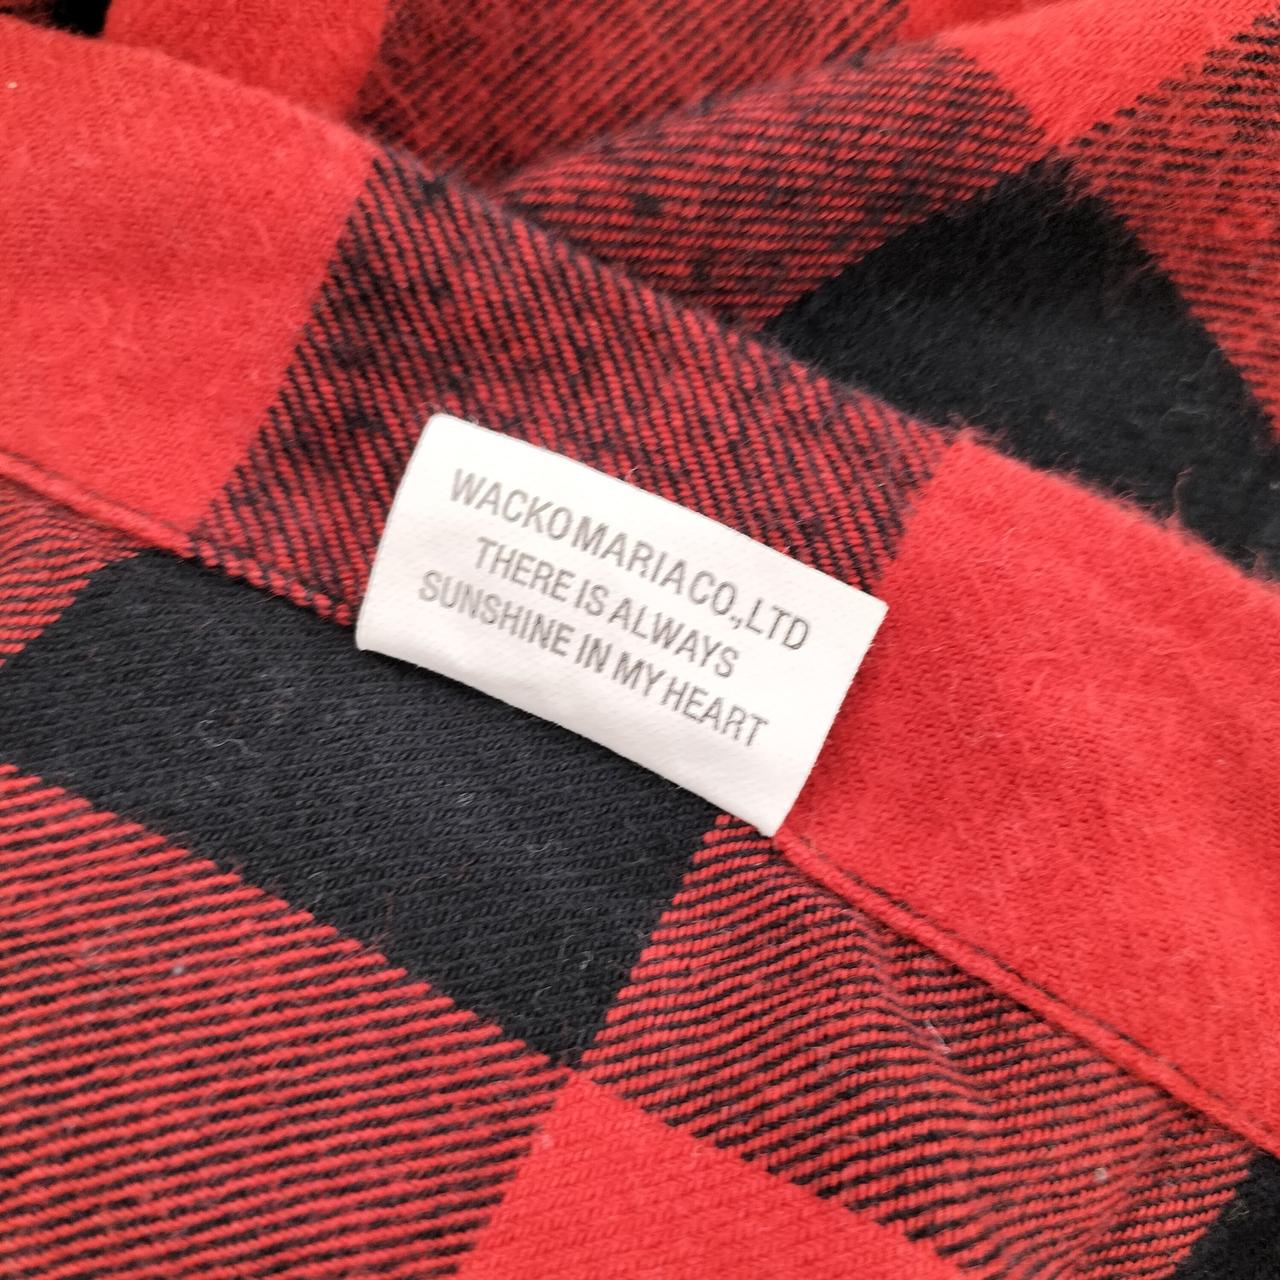 WACKOMARIA CO.,LTD
THERE IS ALWAYS
SUNSHINE IN MY HEART